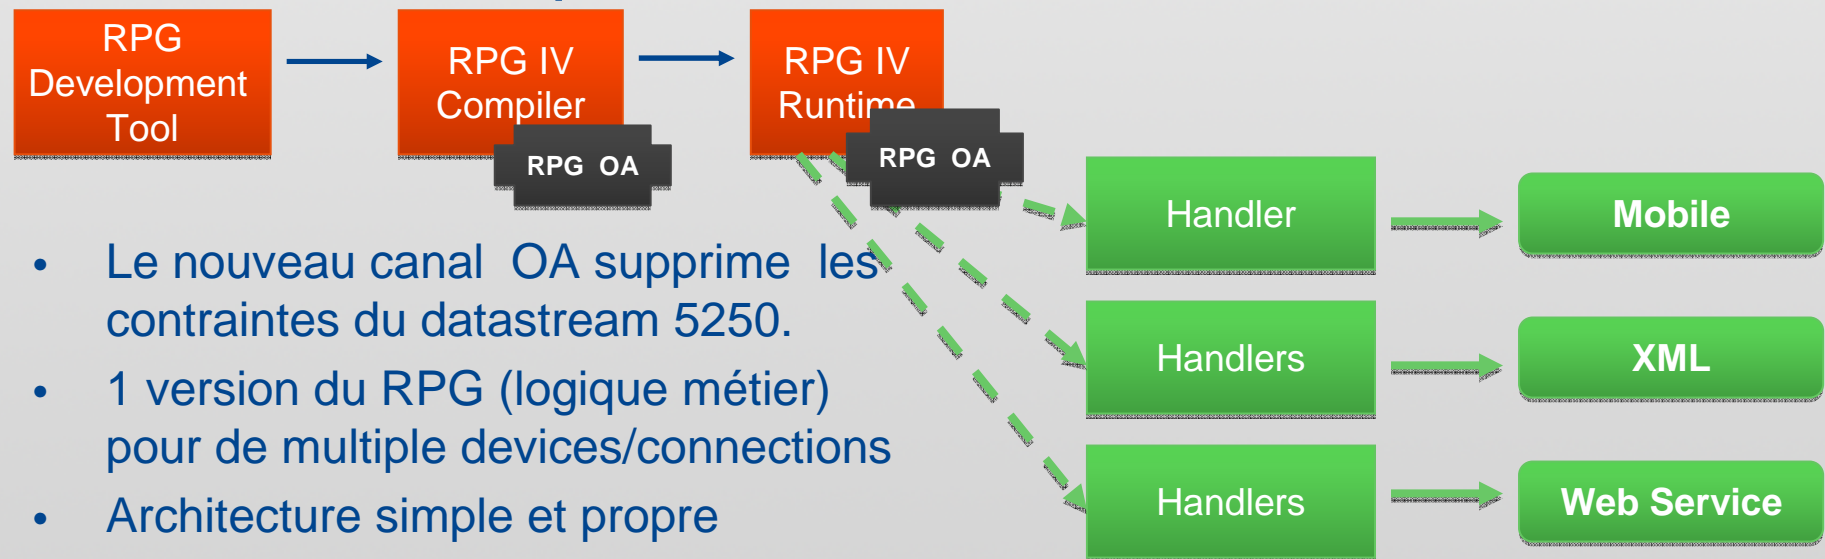 RPG
Development
Tool
RPG IV
Compiler
RPG OA
RPG IV
Runtime
RPG OA
Handler
Mobile
Handlers
XML
Handlers
Web Service
• Le nouveau canal OA supprime les
contraintes du datastream 5250.
• 1 version du RPG (logique métier)
pour de multiple devices/connections
• Architecture simple et propre